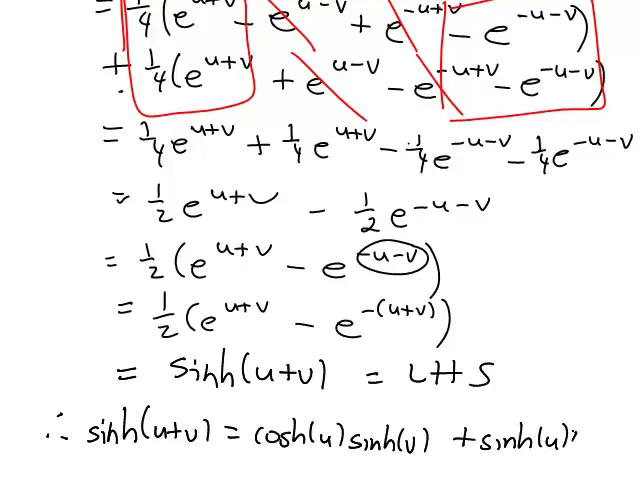 = 1/4(e^{u+v} - e^{u-v} + e^{-u+v} - e^{-u-v})
+ 1/4(e^{u+v} + e^{u-v} - e^{-u+v} - e^{-u-v})
= 1/4 e^{u+v} + 1/4 e^{u+v} - 1/4 e^{-u-v} - 1/4 e^{-u-v}
= 1/2 e^{u+v} - 1/2 e^{-u-v}
= 1/2 (e^{u+v} - e^{-u-v})
= 1/2 (e^{u+v} - e^{-(u+v)})
= sinh(u+v) = LHS
∴ sinh(u+v) = cosh(u) sinh(v) + sinh(u)